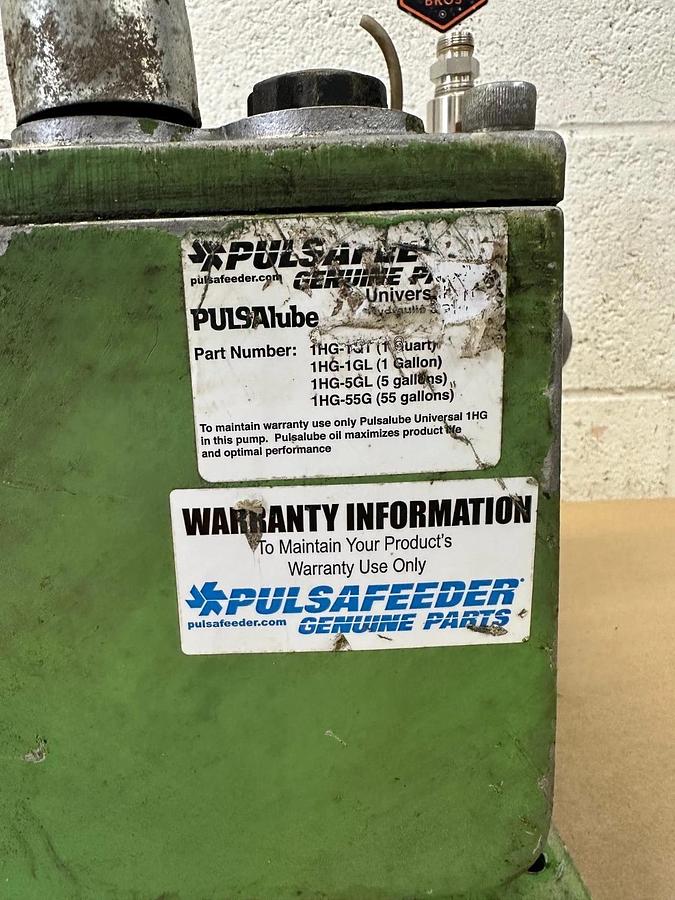 BROS
PULSAFEE
pulsafeeder.com GENUINE PA
Univers
PULSAlube
Part Number: 1HG-1QT (1 Quart)
1HG-1GL (1 Gallon)
1HG-5GL (5 gallons)
1HG-55G (55 gallons)
To maintain warranty use only Pulsalube Universal 1HG
in this pump. Pulsalube oil maximizes product life
and optimal performance
WARRANTY INFORMATION
To Maintain Your Product's
Warranty Use Only
PULSAFEEDER®
pulsafeeder.com GENUINE PARTS